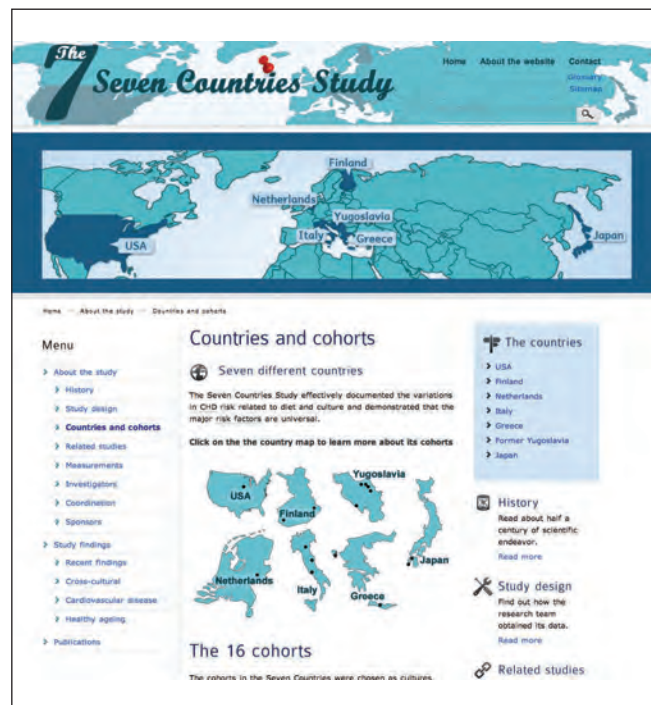 The
7 Seven Countries Study
Home About the website Contact
Glossary
Sitemap
Finland
Netherlands
Yugoslavia
Italy
Greece
USA
Japan
Home About the study Countries and cohorts
Menu
About the study
History
Study design
Countries and cohorts
Related studies
Measurements
Investigators
Coordination
Sponsors
Study findings
Recent findings
Cross-cultural
Cardiovascular disease
Healthy ageing
Publications
Countries and cohorts
Seven different countries
The Seven Countries Study effectively documented the variations
in CHD risk related to diet and culture and demonstrated that the
major risk factors are universal.
Click on the the country map to learn more about its cohorts
USA
Finland
Yugoslavia
Netherlands
Italy
Greece
Japan
The 16 cohorts
The cohorts in the Seven Countries were chosen as cultures.
The countries
USA
Finland
Netherlands
Italy
Greece
Former Yugoslavia
Japan
History
Read about half a
century of scientific
endeavor.
Read more
Study design
Find out how the
research team
obtained its data.
Read more
Related studies